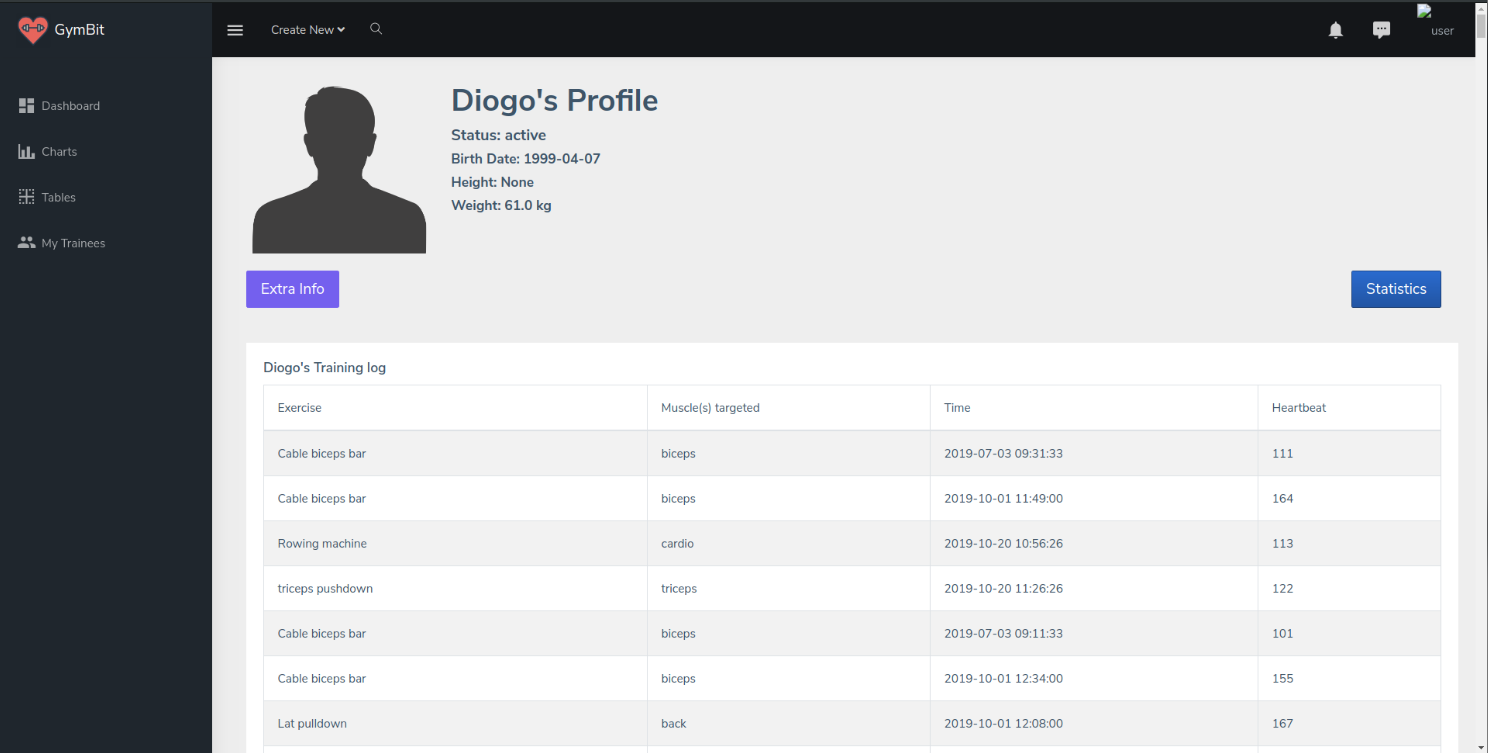 GymBit
Create New
user
Dashboard
Charts
Tables
My Trainees
Diogo's Profile
Status: active
Birth Date: 1999-04-07
Height: None
Weight: 61.0 kg
Extra Info
Statistics
Diogo's Training log
Exercise Muscle(s) targeted Time Heartbeat
Cable biceps bar biceps 2019-07-03 09:31:33 111
Cable biceps bar biceps 2019-10-01 11:49:00 164
Rowing machine cardio 2019-10-20 10:56:26 113
triceps pushdown triceps 2019-10-20 11:26:26 122
Cable biceps bar biceps 2019-07-03 09:11:33 101
Cable biceps bar biceps 2019-10-01 12:34:00 155
Lat pulldown back 2019-10-01 12:08:00 167